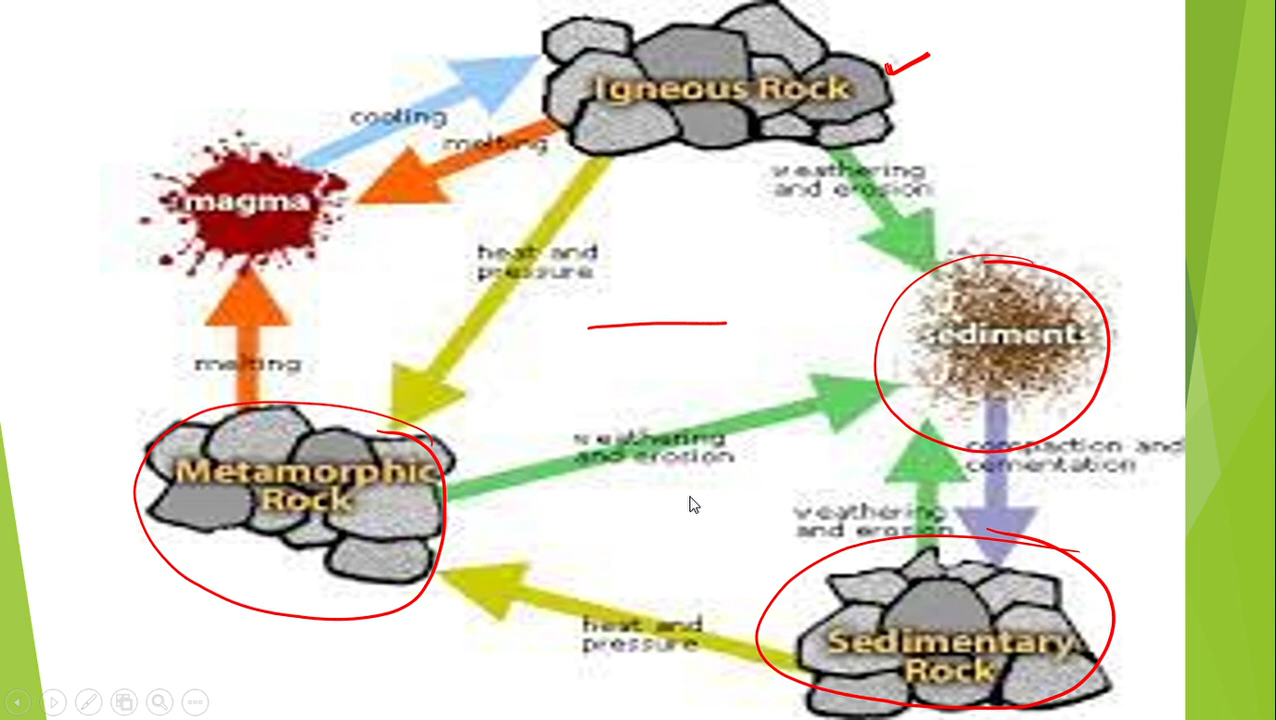 Igneous Rock
cooling
melting
weathering
and erosion
magma
heat and
pressure
sediments
melting
weathering
and erosion
compaction and
cementation
Metamorphic
Rock
weathering
and erosion
heat and
pressure
Sedimentary
Rock